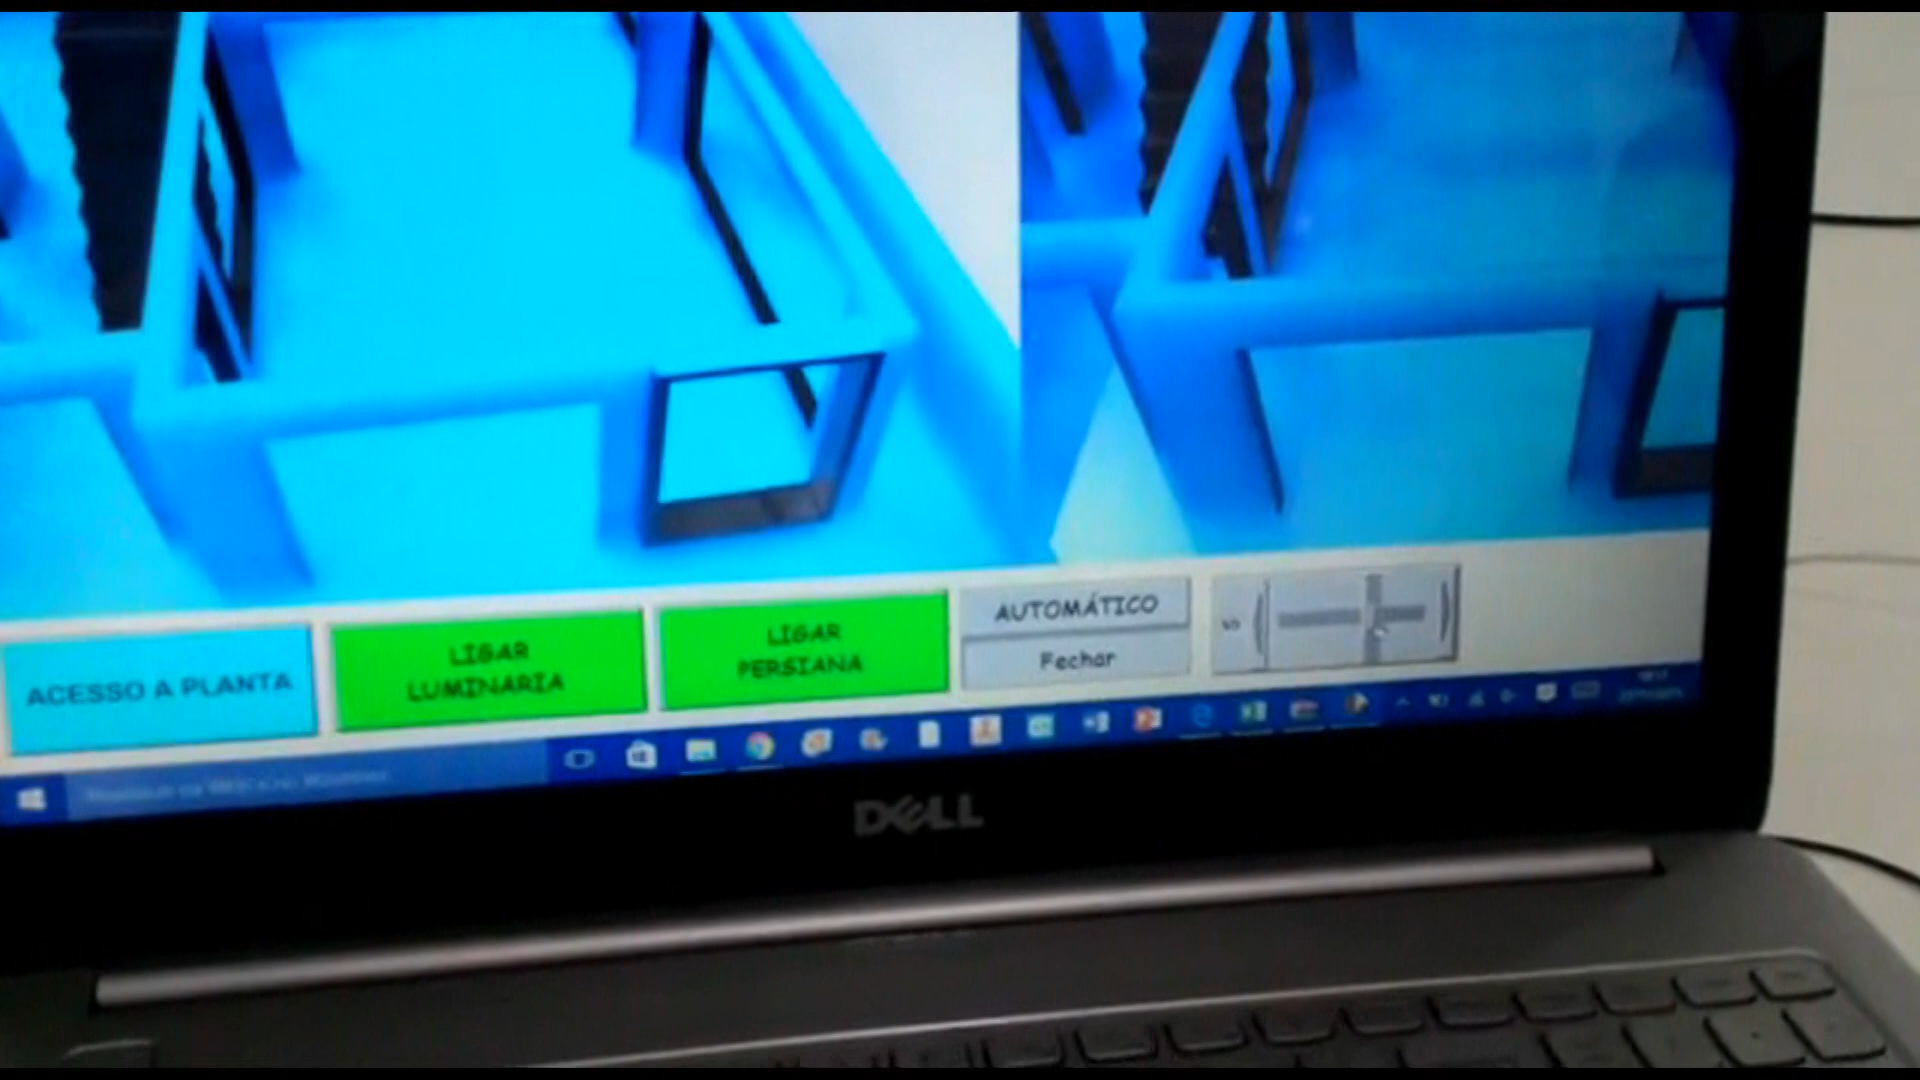 ACESSO A PLANTA
LIGAR
LUMINARIA
LIGAR
PERSIANA
AUTOMÁTICO
Fechar
DELL